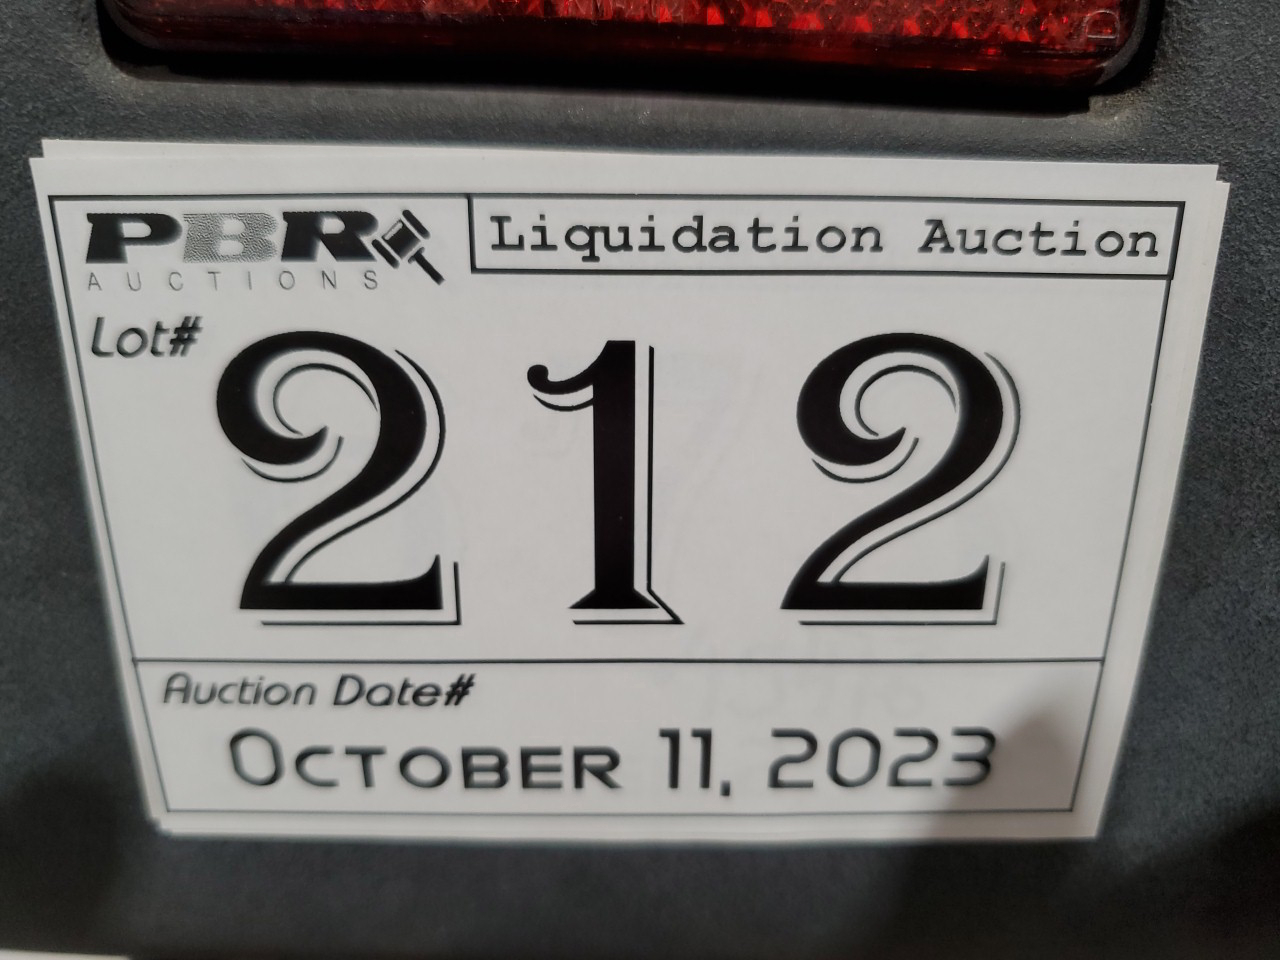 PBR
AUCTIONS
Liquidation Auction
Lot#
212
Auction Date#
October 11, 2023